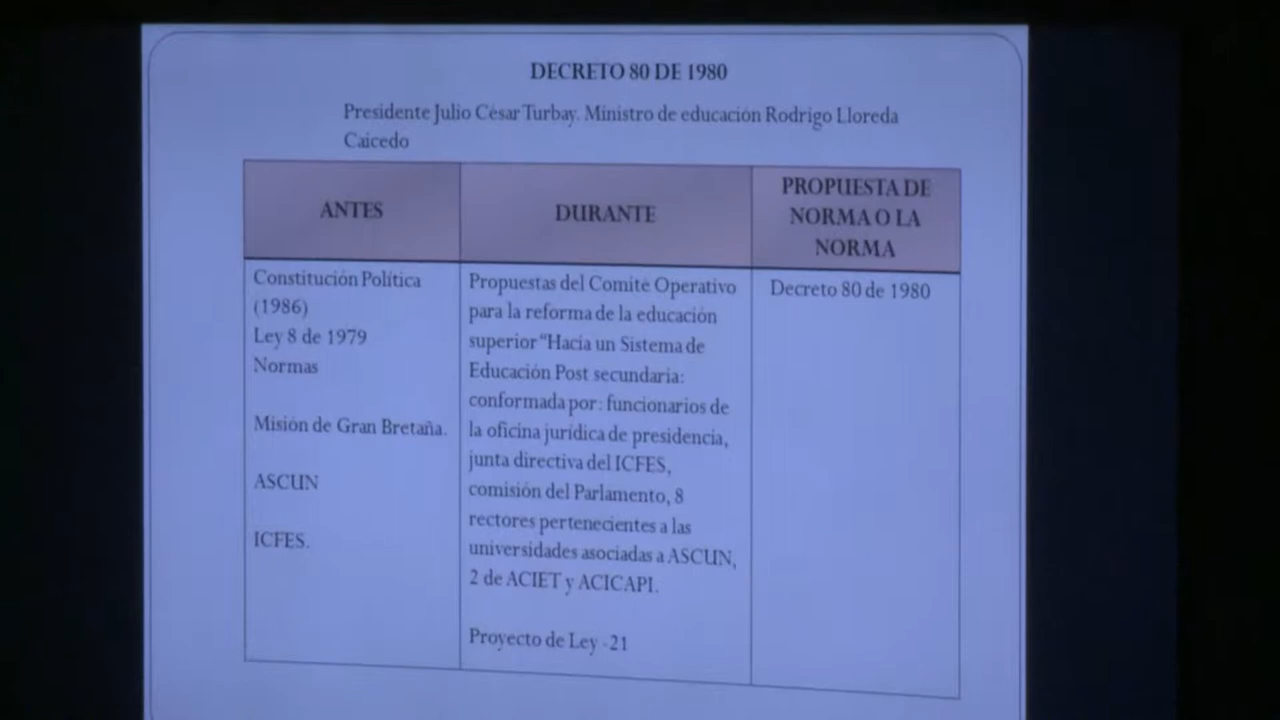 DECRETO 80 DE 1980
Presidente Julio César Turbay. Ministro de educación Rodrigo Lloreda
Caicedo
ANTES
DURANTE
PROPUESTA DE
NORMA O LA
NORMA
Constitución Política
(1986)
Ley 8 de 1979
Normas
Misión de Gran Bretaña.
ASCUN
ICFES.
Propuestas del Comité Operativo
para la reforma de la educación
superior “Hacia un Sistema de
Educación Post secundaria:
conformada por: funcionarios de
la oficina jurídica de presidencia,
junta directiva del ICFES,
comisión del Parlamento, 8
rectores pertenecientes a las
universidades asociadas a ASCUN,
2 de ACIET y ACICAPI.
Proyecto de Ley -21
Decreto 80 de 1980